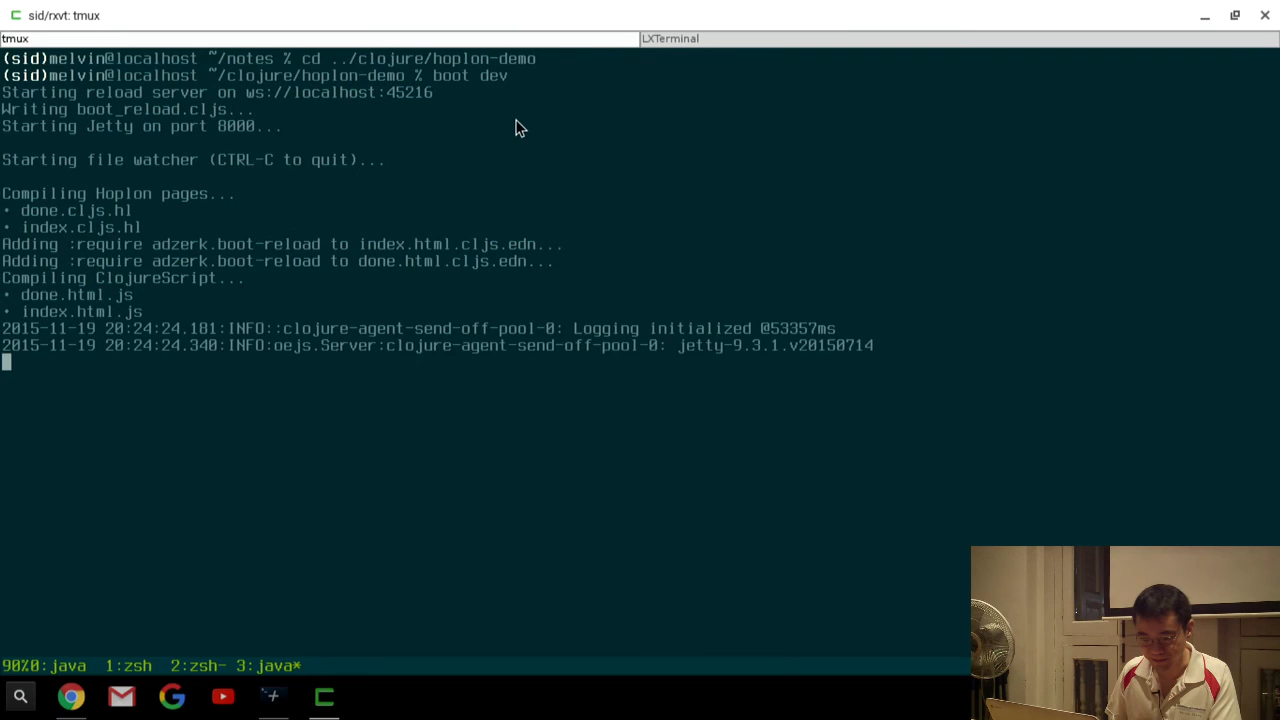 sid/rxvt: tmux
tmux
LXTerminal
(sid)melvin@localhost ~/notes % cd ../clojure/hoplon-demo
(sid)melvin@localhost ~/clojure/hoplon-demo % boot dev
Starting reload server on ws://localhost:45216
Writing boot_reload.cljs...
Starting Jetty on port 8000...
Starting file watcher (CTRL-C to quit)...
Compiling Hoplon pages...
• done.cljs.hl
• index.cljs.hl
Adding :require adzerk.boot-reload to index.html.cljs.edn...
Adding :require adzerk.boot-reload to done.html.cljs.edn...
Compiling ClojureScript...
• done.html.js
• index.html.js
2015-11-19 20:24:24.181:INFO::clojure-agent-send-off-pool-0: Logging initialized @53357ms
2015-11-19 20:24:24.340:INFO:oejs.Server:clojure-agent-send-off-pool-0: jetty-9.3.1.v20150714
90%0:java 1:zsh 2:zsh- 3:java*